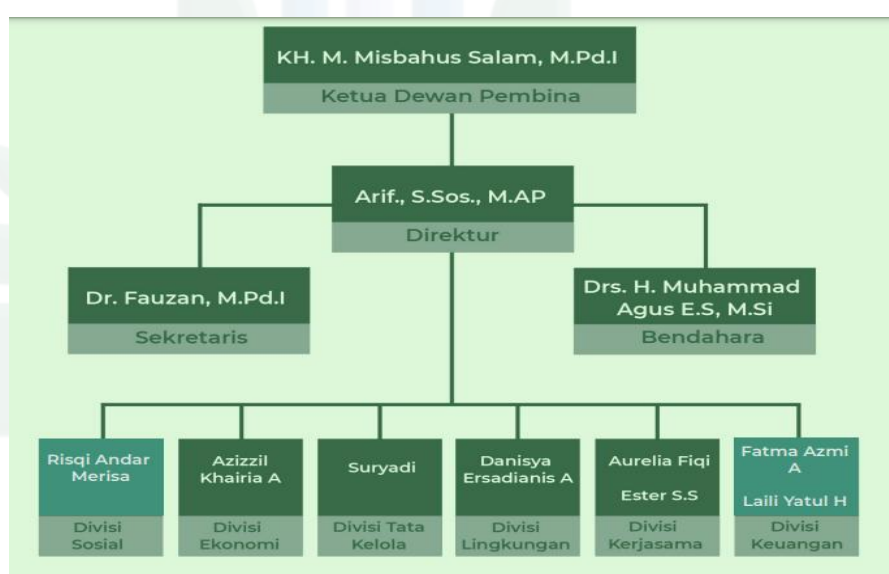 KH. M. Misbahus Salam, M.Pd.I
Ketua Dewan Pembina
Arif., S.Sos., M.AP
Direktur
Dr. Fauzan, M.Pd.I
Sekretaris
Drs. H. Muhammad
Agus E.S, M.Si
Bendahara
Risqi Andar
Merisa
Divisi
Sosial
Azizzil
Khairia A
Divisi
Ekonomi
Suryadi
Divisi Tata
Kelola
Danisya
Ersadianis A
Divisi
Lingkungan
Aurelia Fiqi
Ester S.S
Divisi
Kerjasama
Fatma Azmi
A
Laili Yatul H
Divisi
Keuangan